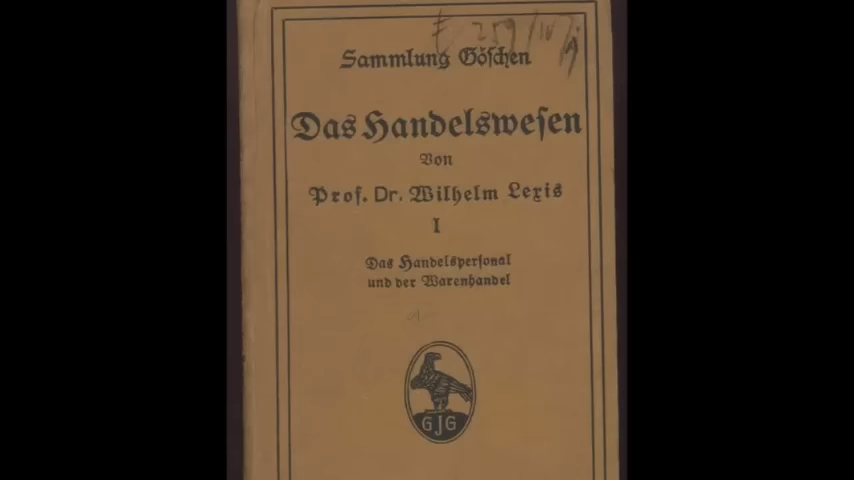 Sammlung Göschen
Das Handelswesen
Von
Prof. Dr. Wilhelm Lexis
I
Das Handelspersonal
und der Warenhandel
GJG